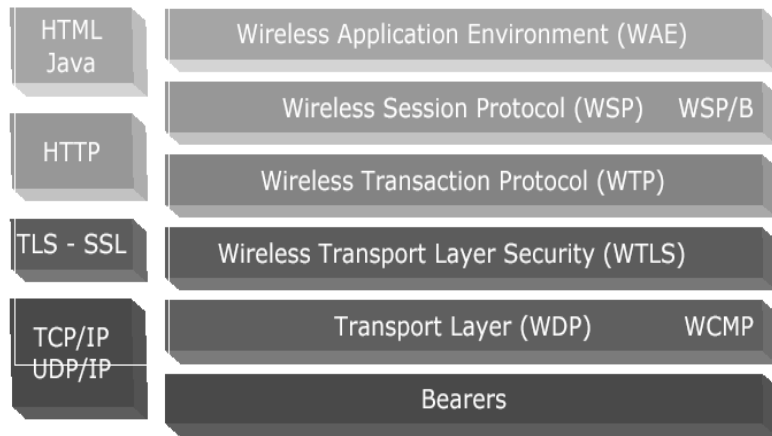 HTML
Java
HTTP
TLS - SSL
TCP/IP
UDP/IP
Wireless Application Environment (WAE)
Wireless Session Protocol (WSP) WSP/B
Wireless Transaction Protocol (WTP)
Wireless Transport Layer Security (WTLS)
Transport Layer (WDP) WCMP
Bearers